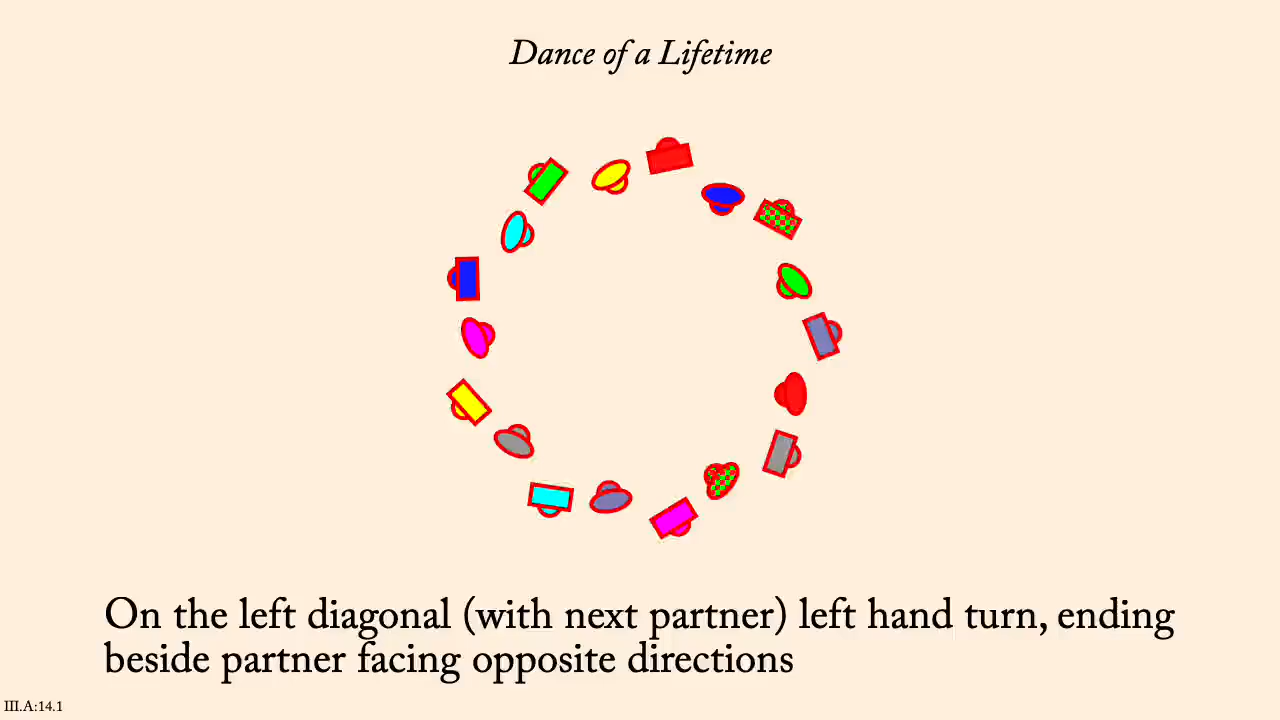 Dance of a Lifetime
On the left diagonal (with next partner) left hand turn, ending
beside partner facing opposite directions
III.A:14.1